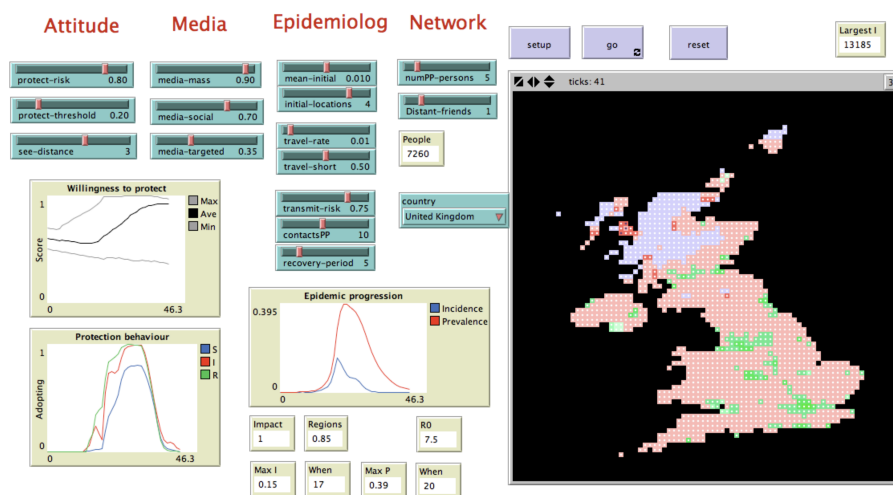 Attitude
Media
Epidemiolog
Network
protect-risk 0.80
protect-threshold 0.20
see-distance 3
media-mass 0.90
media-social 0.70
media-targeted 0.35
mean-initial 0.010
initial-locations 4
travel-rate 0.01
travel-short 0.50
transmit-risk 0.75
contactsPP 10
recovery-period 5
numPP-persons 5
Distant-friends 1
People
7260
country
United Kingdom
setup
go
reset
Largest I
13185
ticks: 41
3
Willingness to protect
1
Score
0
0
46.3
Max
Ave
Min
Protection behaviour
1
Adopting
0
0
46.3
S
I
R
Epidemic progression
0.395
0
0
46.3
Incidence
Prevalence
Impact
1
Regions
0.85
R0
7.5
Max I
0.15
When
17
Max P
0.39
When
20